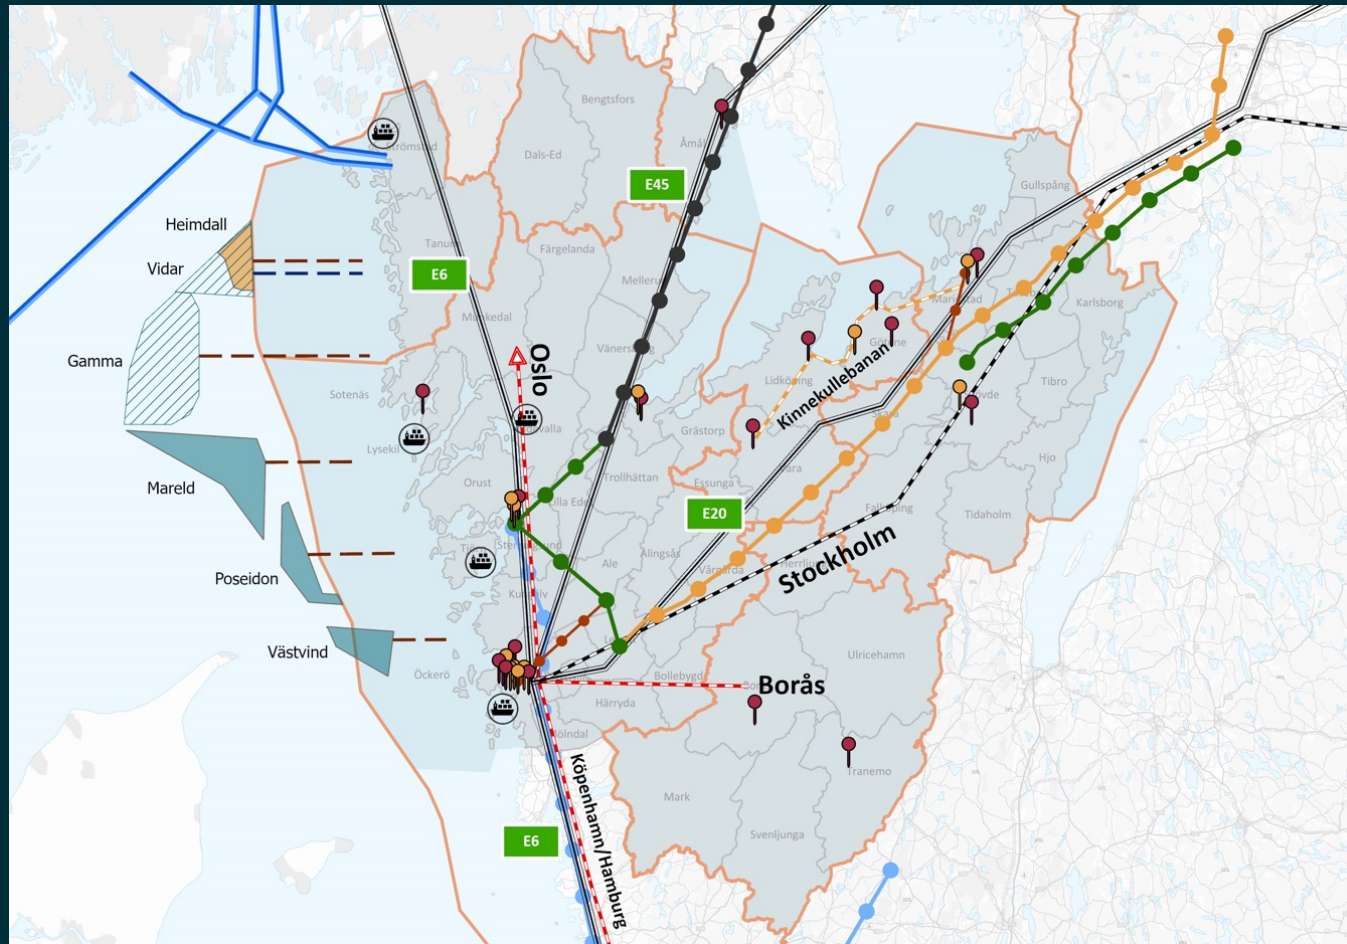 Bengtsfors
Dals-Ed
Åmål
E45
Gullspång
Strömstad
Heimdall
Vidar
Tanum
E6
Färgelanda
Mellerud
Karlsborg
Mariestad
Munkedal
Götene
Gamma
Oslo
Vänersborg
Kinnekullebanan
Sotenäs
Lidköping
Tibro
Skövde
Skara
Uddevalla
Grästorp
Lysekil
Vara
Hjo
Mareld
Orust
Trollhättan
Essunga
Lilla Edet
E20
Falköping
Tidaholm
Stenungsund
Alingsås
Ale
Vårgårda
Herrljunga
Stockholm
Poseidon
Kungälv
Västvind
Ulricehamn
Öckerö
Bollebygd
Borås
Härryda
Mölndal
Tranemo
Mark
Svenljunga
Köpenhamn/Hamburg
E6